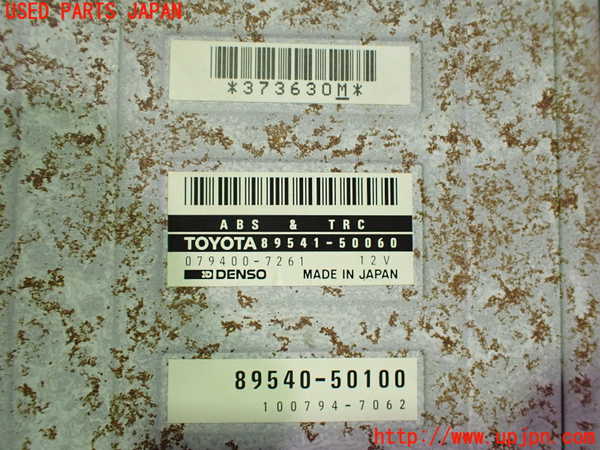 USED PARTS JAPAN
*373630M*
ABS & TRC
TOYOTA 89541-50060
079400-7261 12V
DENSO MADE IN JAPAN
89540-50100
100794-7062
http://www.upjpn.com